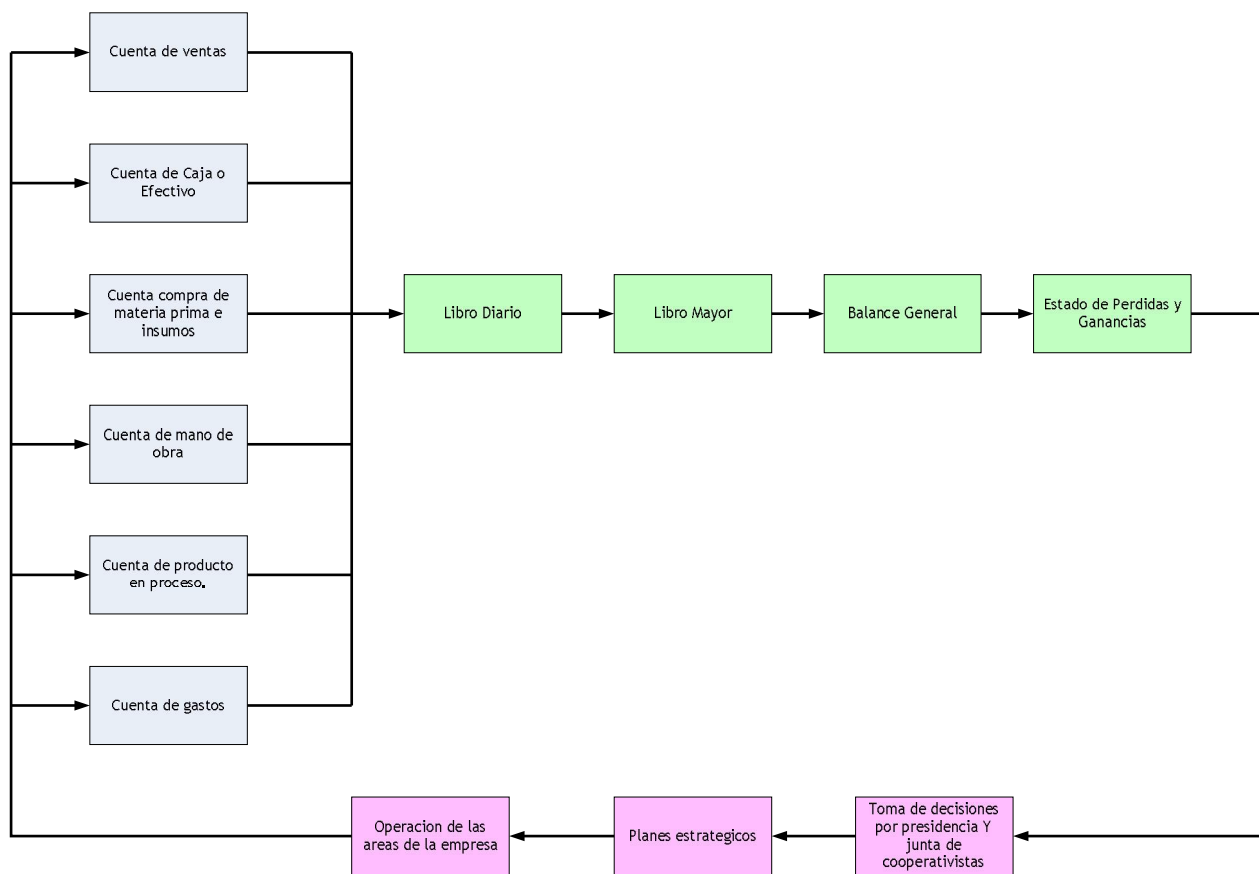 Cuenta de ventas
Cuenta de Caja o
Efectivo
Cuenta compra de
materia prima e
insumos
Libro Diario
Libro Mayor
Balance General
Estado de Perdidas y
Ganancias
Cuenta de mano de
obra
Cuenta de producto
en proceso.
Cuenta de gastos
Operacion de las
areas de la empresa
Planes estrategicos
Toma de decisiones
por presidencia Y
junta de
cooperativistas